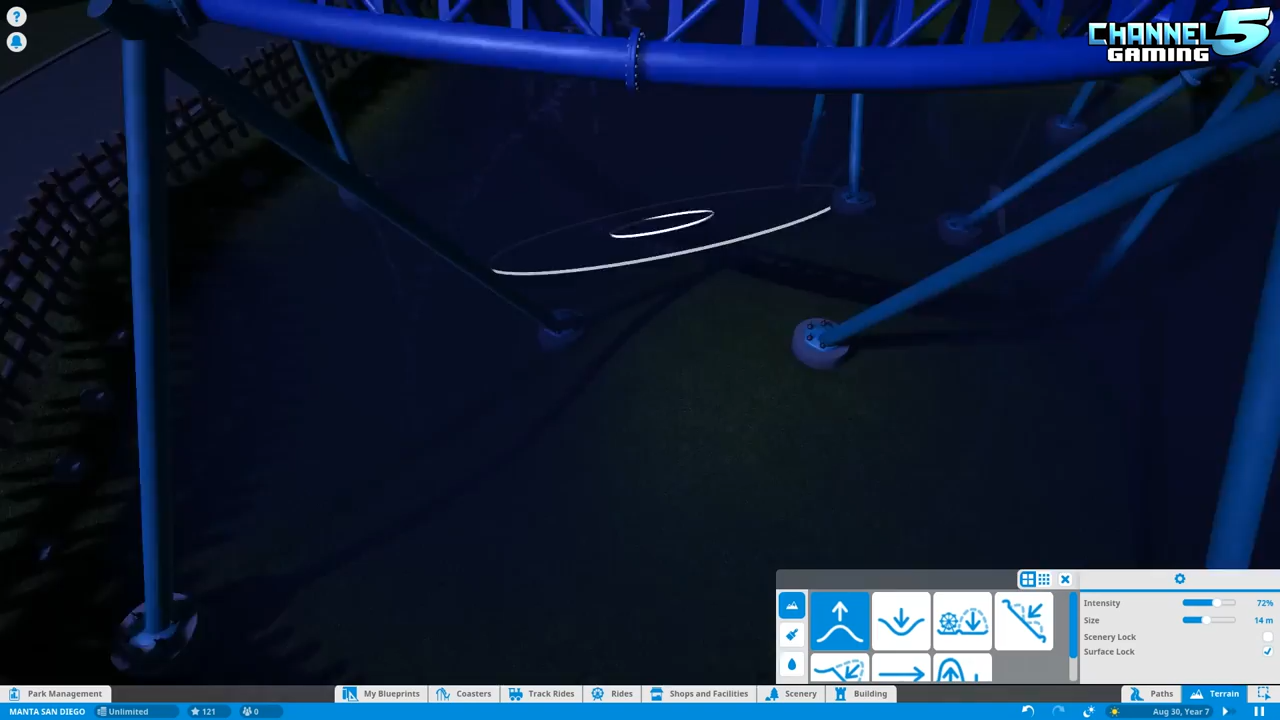 ?
CHANNEL 5
GAMING
Intensity 72%
Size 14 m
Scenery Lock
Surface Lock
Park Management
My Blueprints
Coasters
Track Rides
Rides
Shops and Facilities
Scenery
Building
Paths
Terrain
MANTA SAN DIEGO
Unlimited
121
0
Aug 30, Year 7